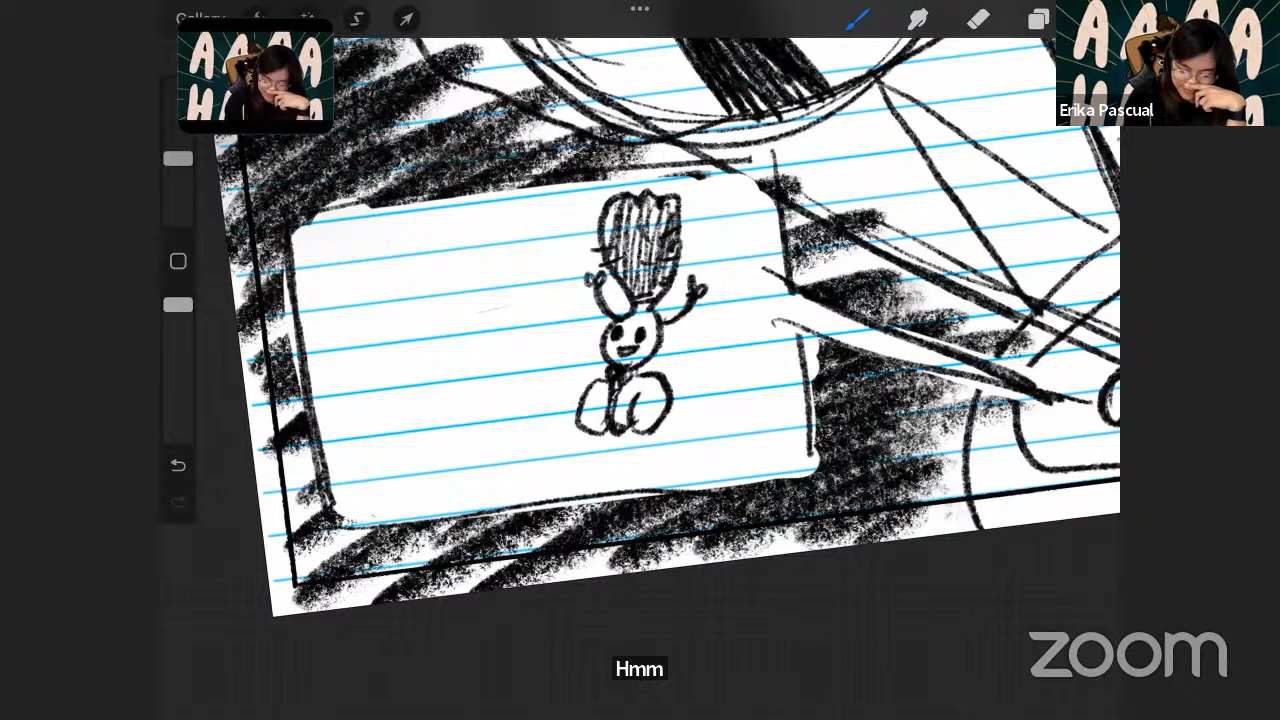 Gallery
A A A A
H
A A A A
H
Erika Pascual
Hmm
zoom